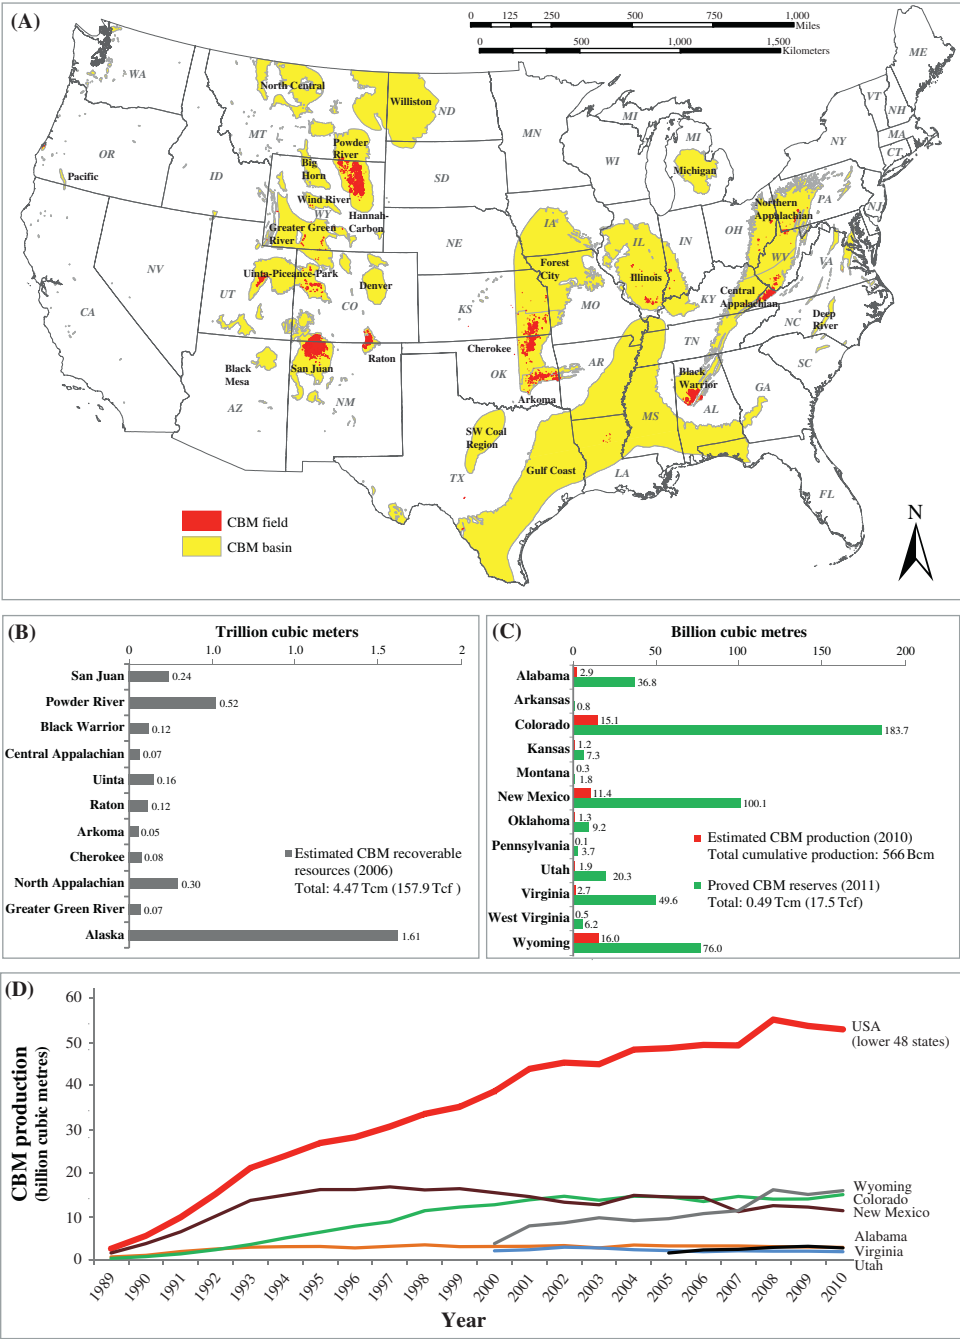 (A)
0 125 250 500 750 1,000
Miles
0 500 1,000 1,500
Kilometers
WA
OR
ID
MT
ND
SD
MN
WI
MI
MI
NY
VT
NH
ME
MA
CT
NJ
PA
OH
IN
IL
IA
NE
WY
NV
UT
CO
CA
AZ
NM
KS
OK
MO
AR
KY
WV
VA
NC
TN
SC
GA
AL
MS
LA
TX
FL
North Central
Williston
Powder
River
Big
Horn
Wind River
Hannah-
Carbon
Greater Green
River
Pacific
Michigan
Northern
Appalachian
Uinta-Piceance-Park
Denver
Forest
City
Illinois
Central
Appalachian
Deep
River
Cherokee
Raton
San Juan
Black
Mesa
Arkoma
Black
Warrior
SW Coal
Region
Gulf Coast
CBM field
CBM basin
N
(B)
Trillion cubic meters
0 1.0 1.0 1.5 2
San Juan 0.24
Powder River 0.52
Black Warrior 0.12
Central Appalachian 0.07
Uinta 0.16
Raton 0.12
Arkoma 0.05
Cherokee 0.08
North Appalachian 0.30
Greater Green River 0.07
Alaska 1.61
Estimated CBM recoverable
resources (2006)
Total: 4.47 Tcm (157.9 Tcf )
(C)
Billion cubic metres
0 50 100 150 200
Alabama 2.9
36.8
Arkansas 0.8
Colorado 15.1
183.7
Kansas 1.2
7.3
Montana 0.3
1.8
New Mexico 11.4
100.1
Oklahoma 1.3
9.2
Pennsylvania 0.1
3.7
Utah 1.9
20.3
Virginia 2.7
49.6
West Virginia 0.5
6.2
Wyoming 16.0
76.0
Estimated CBM production (2010)
Total cumulative production: 566 Bcm
Proved CBM reserves (2011)
Total: 0.49 Tcm (17.5 Tcf)
(D)
CBM production
(billion cubic metres)
60
50
40
30
20
10
0
USA
(lower 48 states)
Wyoming
Colorado
New Mexico
Alabama
Virginia
Utah
1989 1990 1991 1992 1993 1994 1995 1996 1997 1998 1999 2000 2001 2002 2003 2004 2005 2006 2007 2008 2009 2010
Year